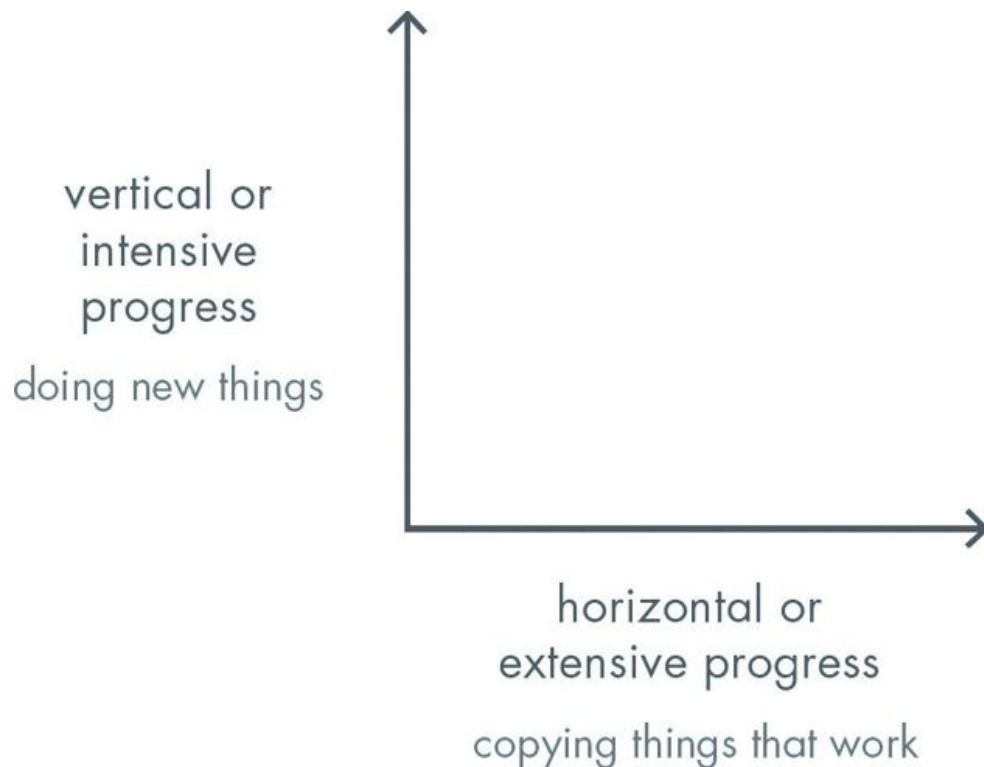 vertical or
intensive
progress
doing new things
horizontal or
extensive progress
copying things that work